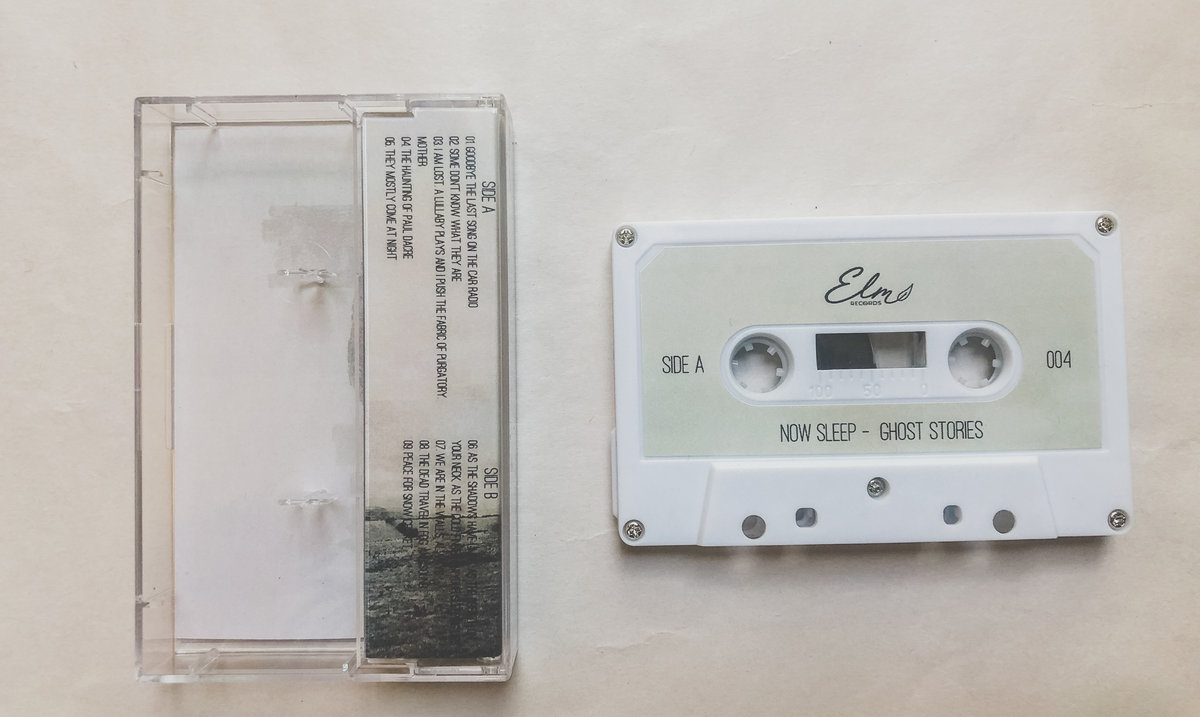 SIDE A
01 GOODBYE THE LAST SONG ON THE CAR RADIO
02 SOME DON'T KNOW WHAT THEY ARE
03 I AM LOST. A LULLABY PLAYS AND I PUSH THE FABRIC OF PURGATORY.
MOTHER
04 THE HAUNTING OF PAUL DACRE
05 THEY MOSTLY COME AT NIGHT
SIDE B
06 AS THE SHADOWS HAVE
YOUR NECK. AS THE
07. WE ARE IN THE WALLS
08 THE DEAD TRAVEL IN
09 PEACE FOR SNOW
Elm
RECORDS
SIDE A
004
100 50 0
NOW SLEEP - GHOST STORIES